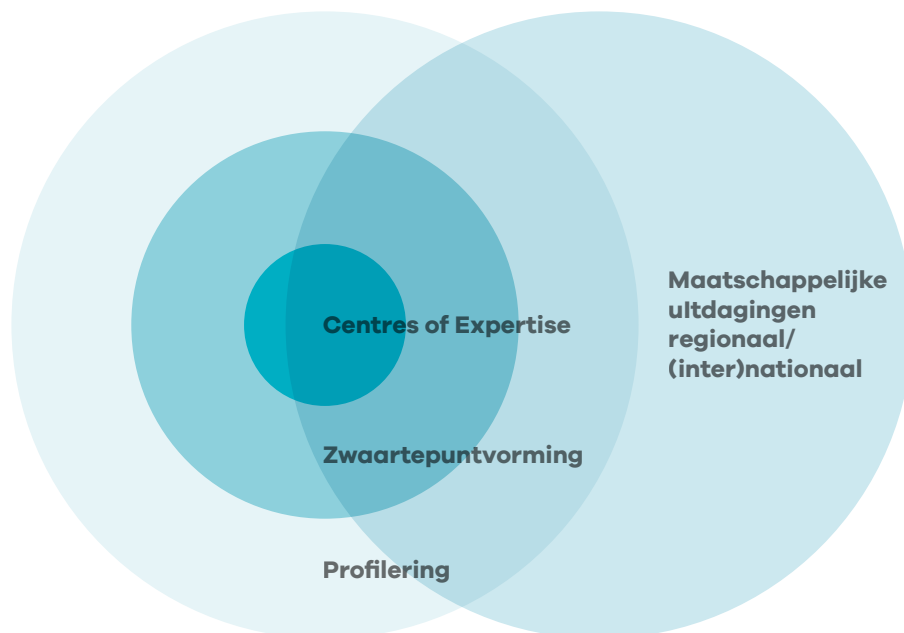 Maatschappelijke
uItdagingen
regionaal/
(inter)nationaal
Centres of Expertise
Zwaartepuntvorming
Profilering